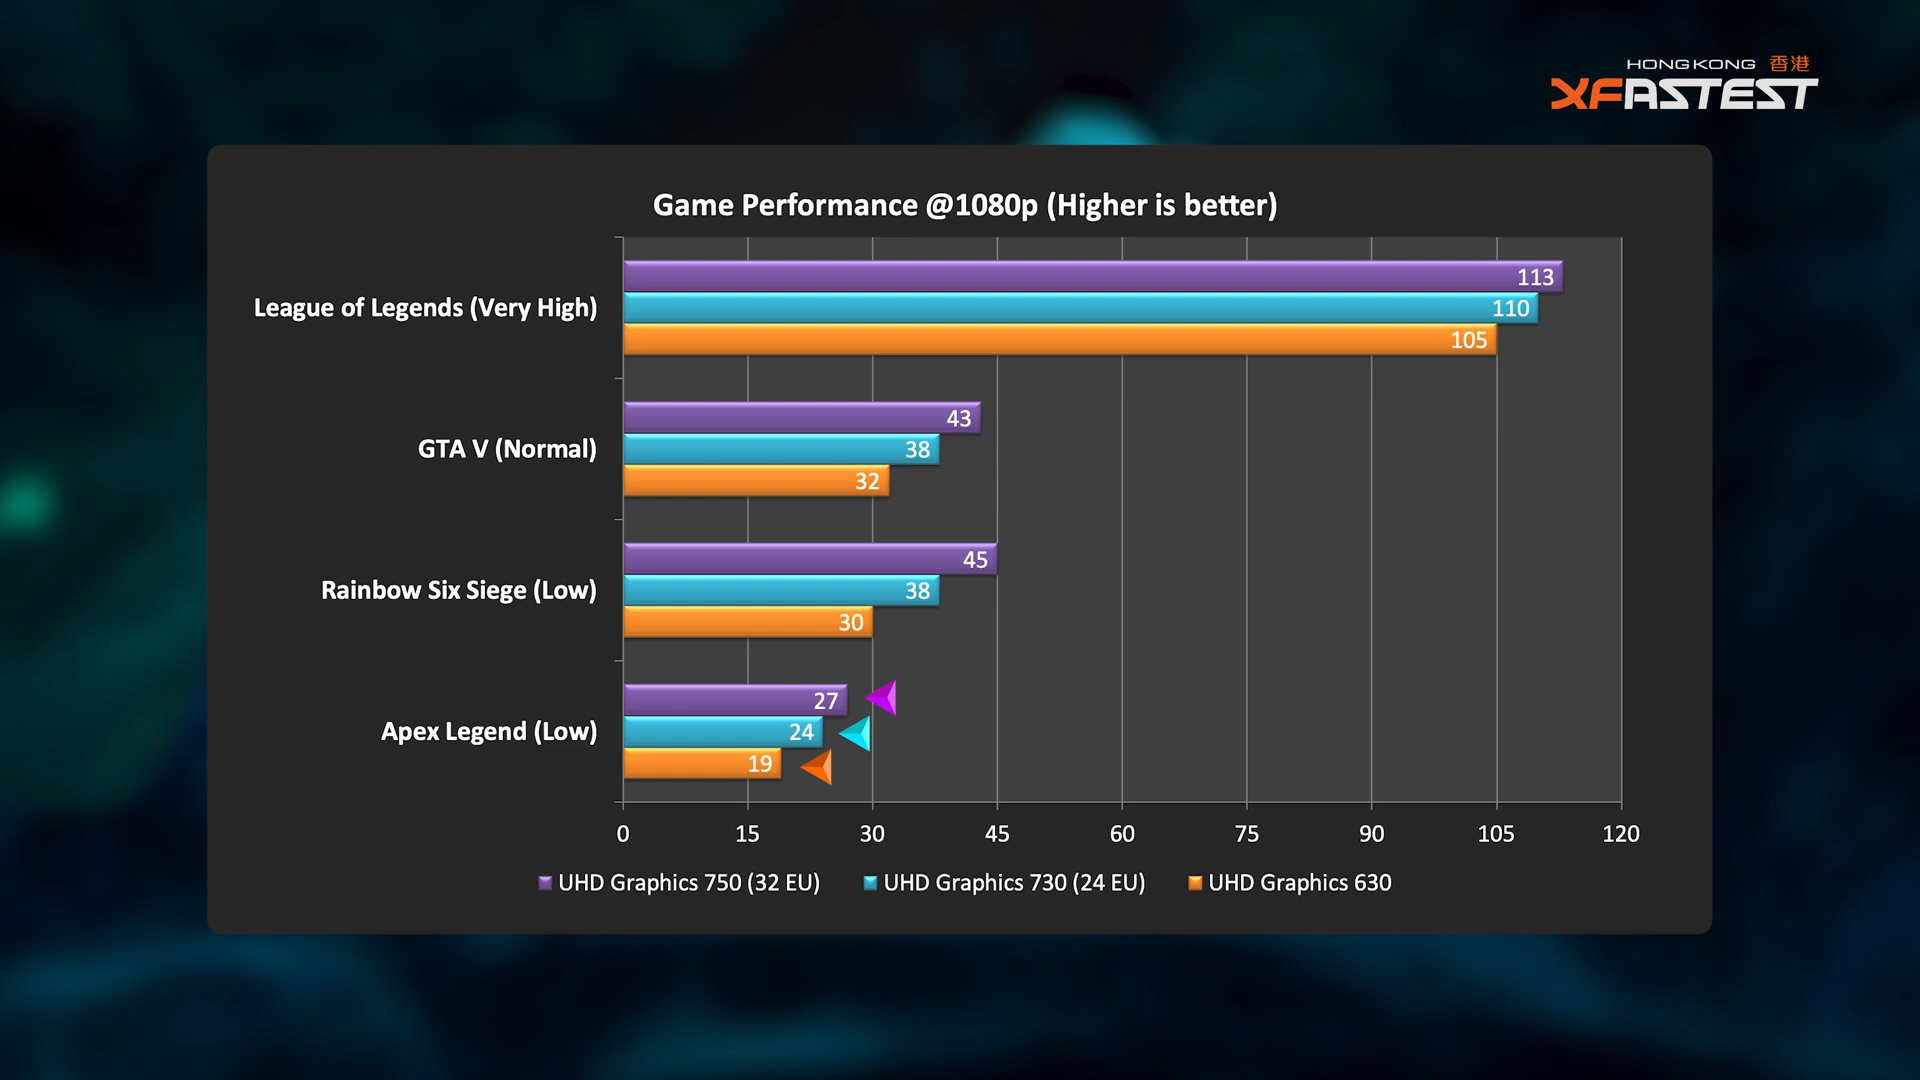 HONG KONG 香港
XFASTEST
Game Performance @1080p (Higher is better)
League of Legends (Very High)
113
110
105
GTA V (Normal)
43
38
32
Rainbow Six Siege (Low)
45
38
30
Apex Legend (Low)
27
24
19
0 15 30 45 60 75 90 105 120
UHD Graphics 750 (32 EU) UHD Graphics 730 (24 EU) UHD Graphics 630